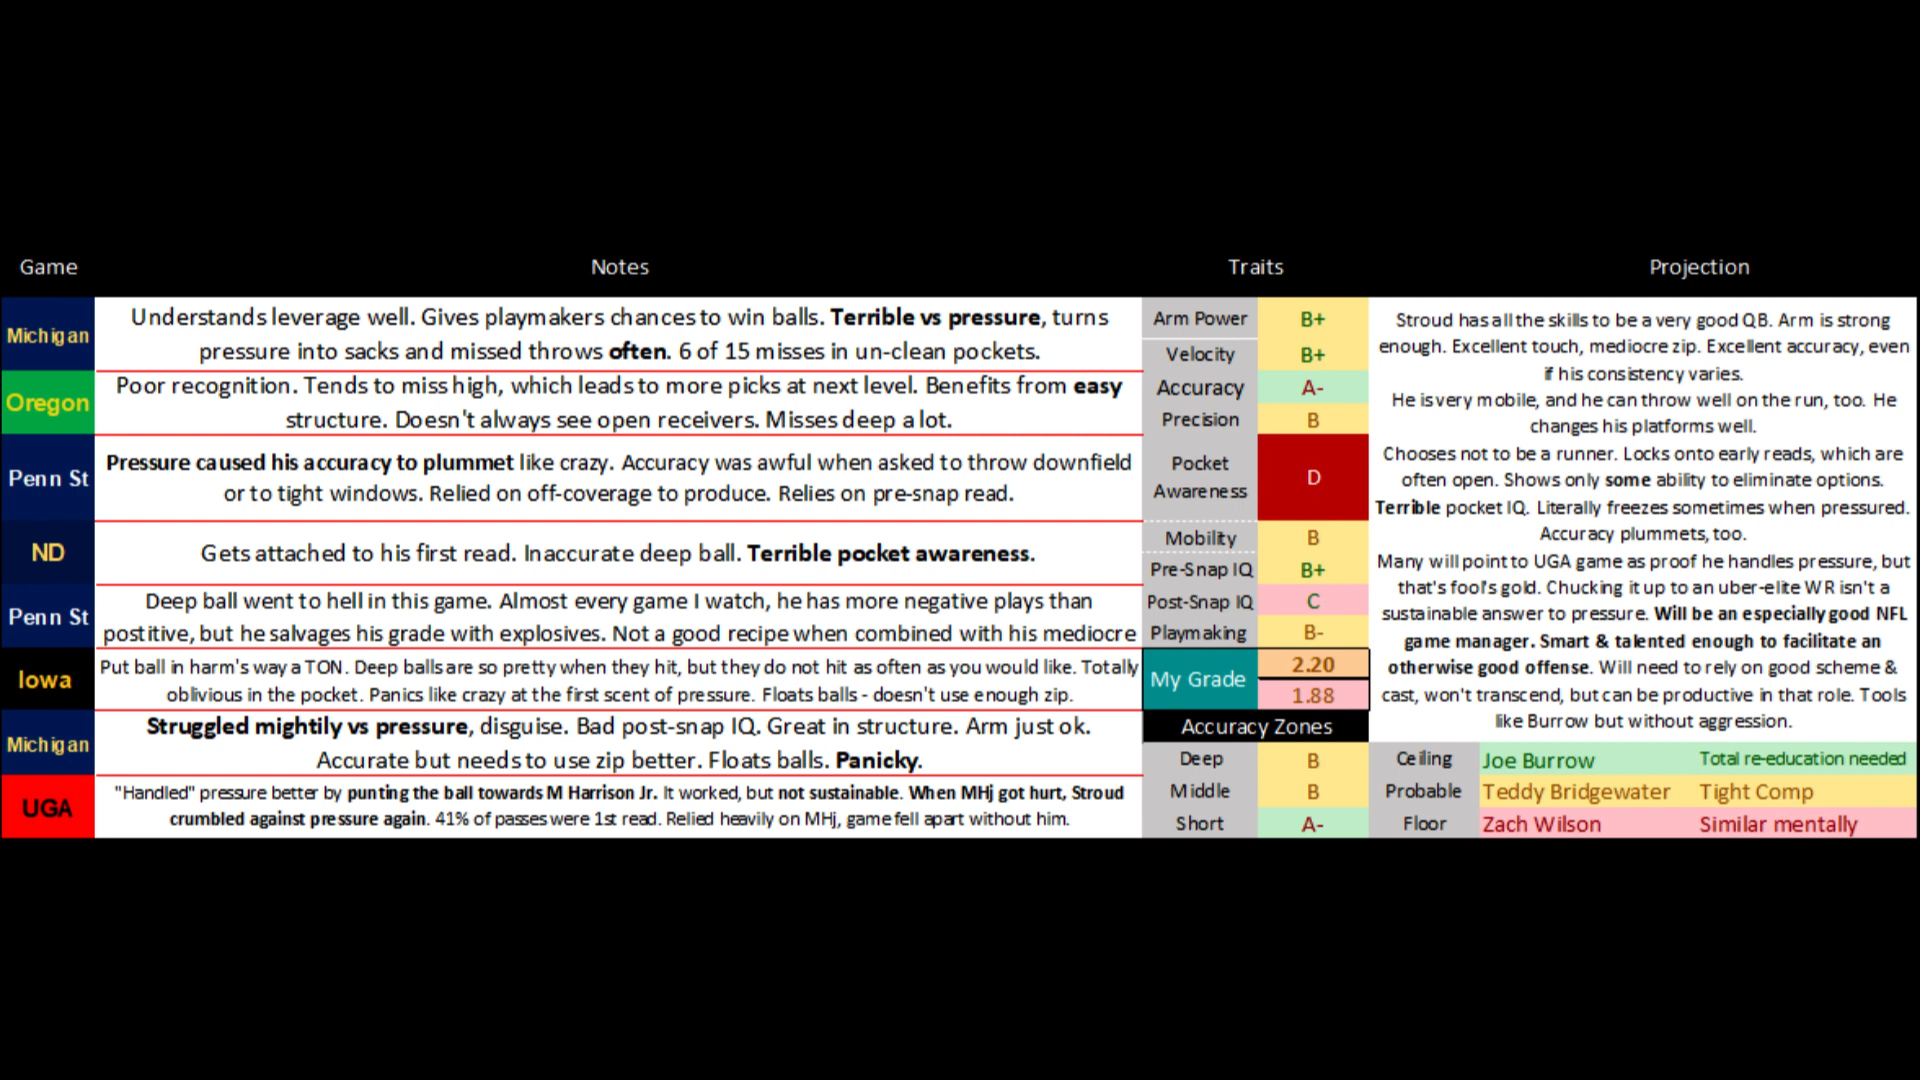 Game Notes Traits Projection
Michigan
Understands leverage well. Gives playmakers chances to win balls. Terrible vs pressure, turns
pressure into sacks and missed throws often. 6 of 15 misses in un-clean pockets.
Oregon
Poor recognition. Tends to miss high, which leads to more picks at next level. Benefits from easy
structure. Doesn't always see open receivers. Misses deep a lot.
Penn St
Pressure caused his accuracy to plummet like crazy. Accuracy was awful when asked to throw downfield
or to tight windows. Relied on off-coverage to produce. Relies on pre-snap read.
ND
Gets attached to his first read. Inaccurate deep ball. Terrible pocket awareness.
Penn St
Deep ball went to hell in this game. Almost every game I watch, he has more negative plays than
postitive, but he salvages his grade with explosives. Not a good recipe when combined with his mediocre
Iowa
Put ball in harm's way a TON. Deep balls are so pretty when they hit, but they do not hit as often as you would like. Totally
oblivious in the pocket. Panics like crazy at the first scent of pressure. Floats balls - doesn't use enough zip.
Michigan
Struggled mightily vs pressure, disguise. Bad post-snap IQ. Great in structure. Arm just ok.
Accurate but needs to use zip better. Floats balls. Panicky.
UGA
"Handled" pressure better by punting the ball towards M Harrison Jr. It worked, but not sustainable. When MHj got hurt, Stroud
crumbled against pressure again. 41% of passes were 1st read. Relied heavily on MHj, game fell apart without him.
Arm Power B+
Velocity B+
Accuracy A-
Precision B
Pocket
Awareness D
Mobility B
Pre-Snap IQ B+
Post-Snap IQ C
Playmaking B-
My Grade 2.20
1.88
Accuracy Zones
Deep B
Middle B
Short A-
Stroud has all the skills to be a very good QB. Arm is strong
enough. Excellent touch, mediocre zip. Excellent accuracy, even
if his consistency varies.
He is very mobile, and he can throw well on the run, too. He
changes his platforms well.
Chooses not to be a runner. Locks onto early reads, which are
often open. Shows only some ability to eliminate options.
Terrible pocket IQ. Literally freezes sometimes when pressured.
Accuracy plummets, too.
Many will point to UGA game as proof he handles pressure, but
that's fool's gold. Chucking it up to an uber-elite WR isn't a
sustainable answer to pressure. Will be an especially good NFL
game manager. Smart & talented enough to facilitate an
otherwise good offense. Will need to rely on good scheme &
cast, won't transcend, but can be productive in that role. Tools
like Burrow but without aggression.
Ceiling Joe Burrow Total re-education needed
Probable Teddy Bridgewater Tight Comp
Floor Zach Wilson Similar mentally